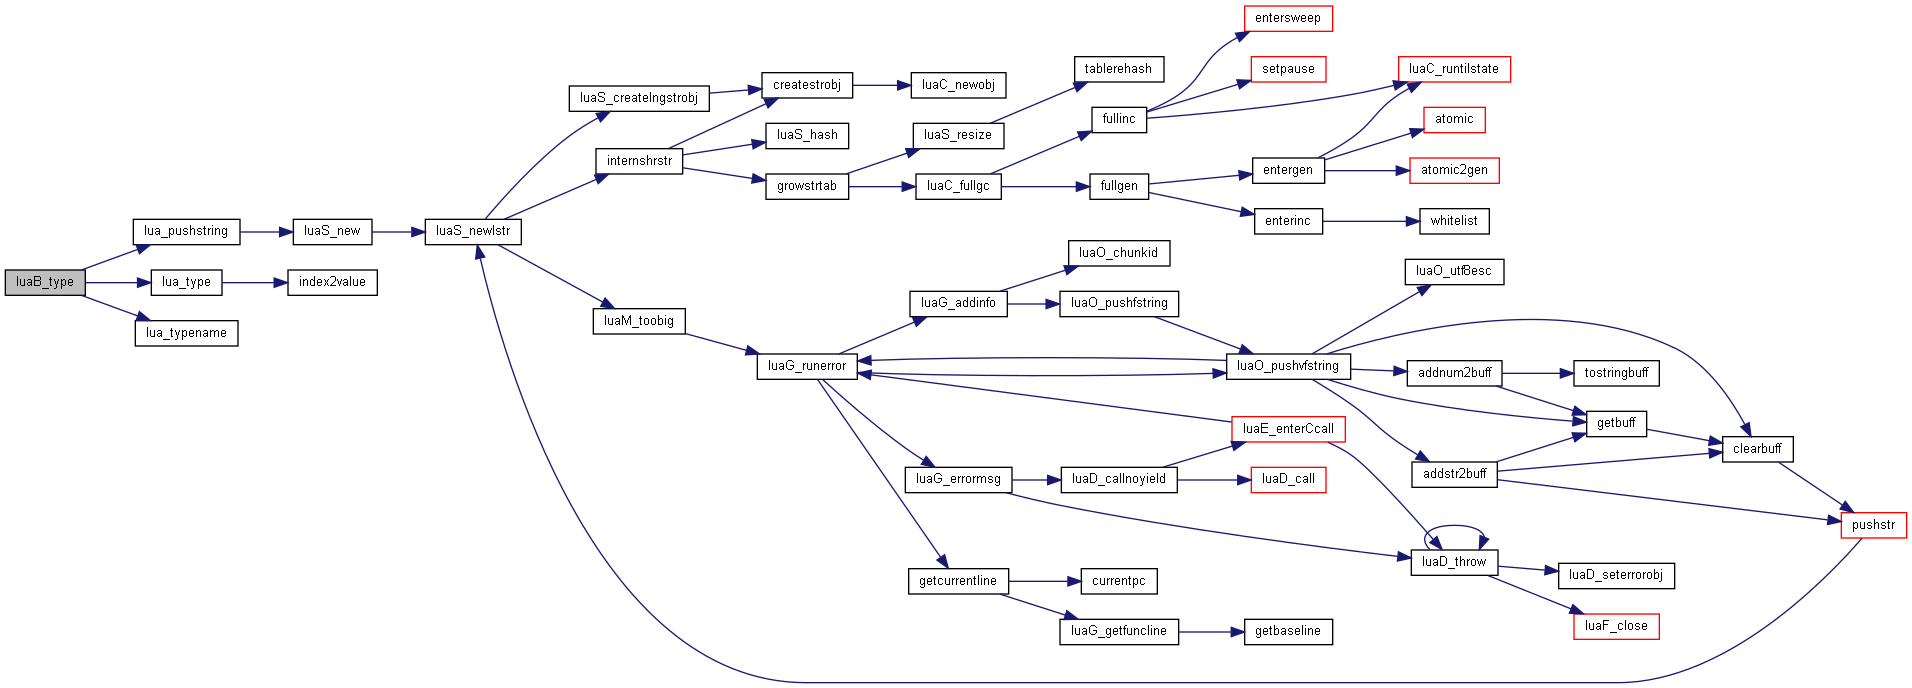 entersweep
tablerehash
setpause
luaC_runtilstate
luaS_createlngstrobj
createstrobj
luaC_newobj
fullinc
atomic
luaS_hash
luaS_resize
internshrstr
entergen
atomic2gen
growstrtab
luaC_fullgc
fullgen
lua_pushstring
luaS_new
luaS_newlstr
enterinc
whitelist
luaO_chunkid
luaO_utf8esc
luaB_type
lua_type
index2value
luaG_addinfo
luaO_pushfstring
lua_typename
luaM_toobig
luaG_runerror
luaO_pushvfstring
addnum2buff
tostringbuff
luaE_enterCcall
getbuff
clearbuff
luaG_errormsg
luaD_callnoyield
luaD_call
addstr2buff
pushstr
luaD_throw
getcurrentline
currentpc
luaD_seterrorobj
luaG_getfuncline
getbaseline
luaF_close